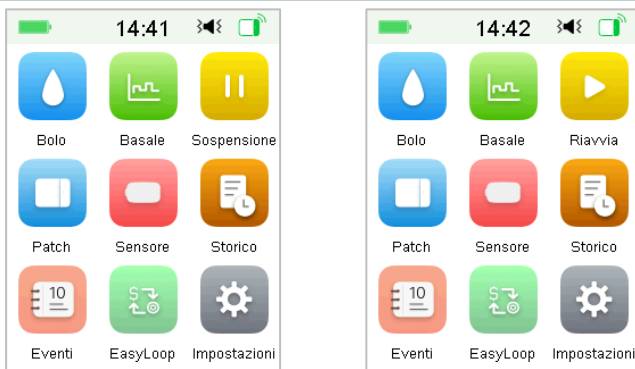 14:41
Bolo Basale Sospensione
Patch Sensore Storico
10
Eventi EasyLoop Impostazioni
14:42
Bolo Basale Riavvia
Patch Sensore Storico
10
Eventi EasyLoop Impostazioni